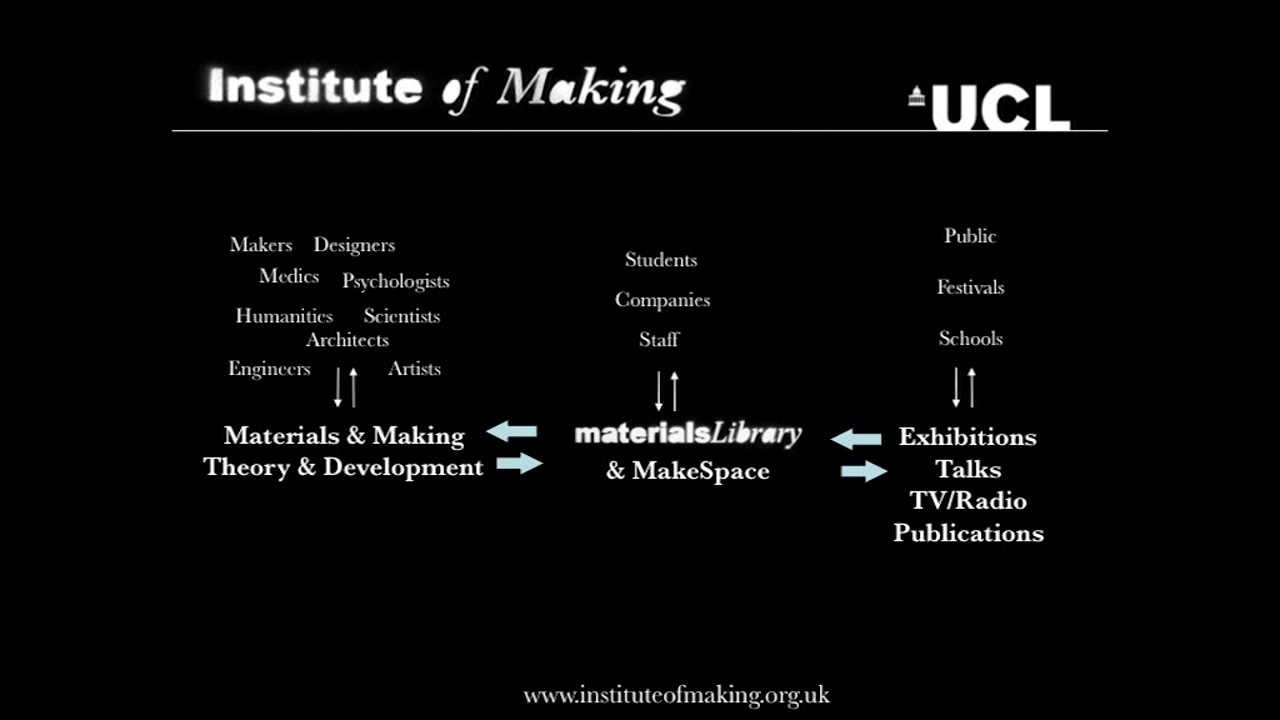 Institute of Making
UCL
Makers Designers
Medics Psychologists
Humanities Scientists
Architects
Engineers Artists
Materials & Making
Theory & Development
Students
Companies
Staff
materialsLibrary
& MakeSpace
Public
Festivals
Schools
Exhibitions
Talks
TV/Radio
Publications
www.instituteofmaking.org.uk